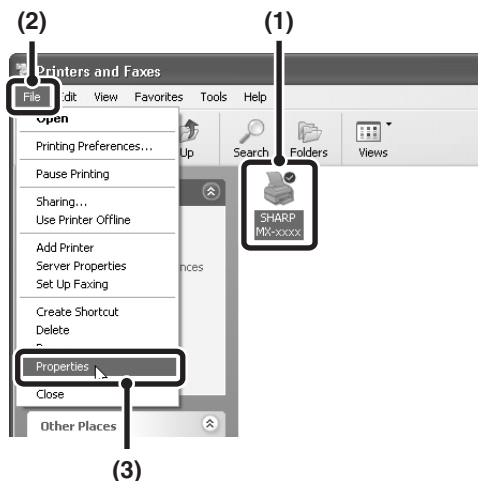 (2)
(1)
Printers and Faxes
File Edit View Favorites Tools Help
Open
Printing Preferences...
Pause Printing
Sharing...
Use Printer Offline
Add Printer
Server Properties
Set Up Faxing
Create Shortcut
Delete
Properties
Close
Up
Search
Folders
Views
SHARP
MX-xxxx
nces
Other Places
(3)